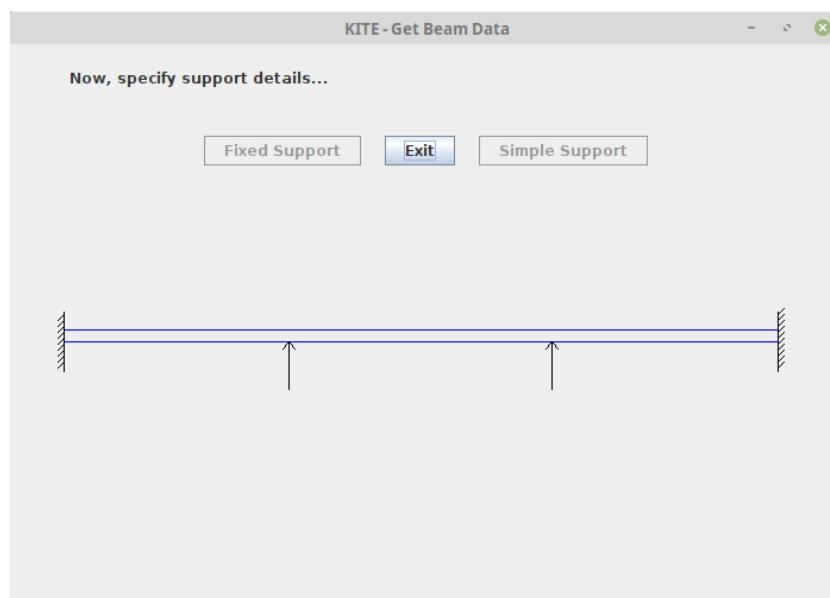 KITE - Get Beam Data
Now, specify support details...
Fixed Support
Exit
Simple Support